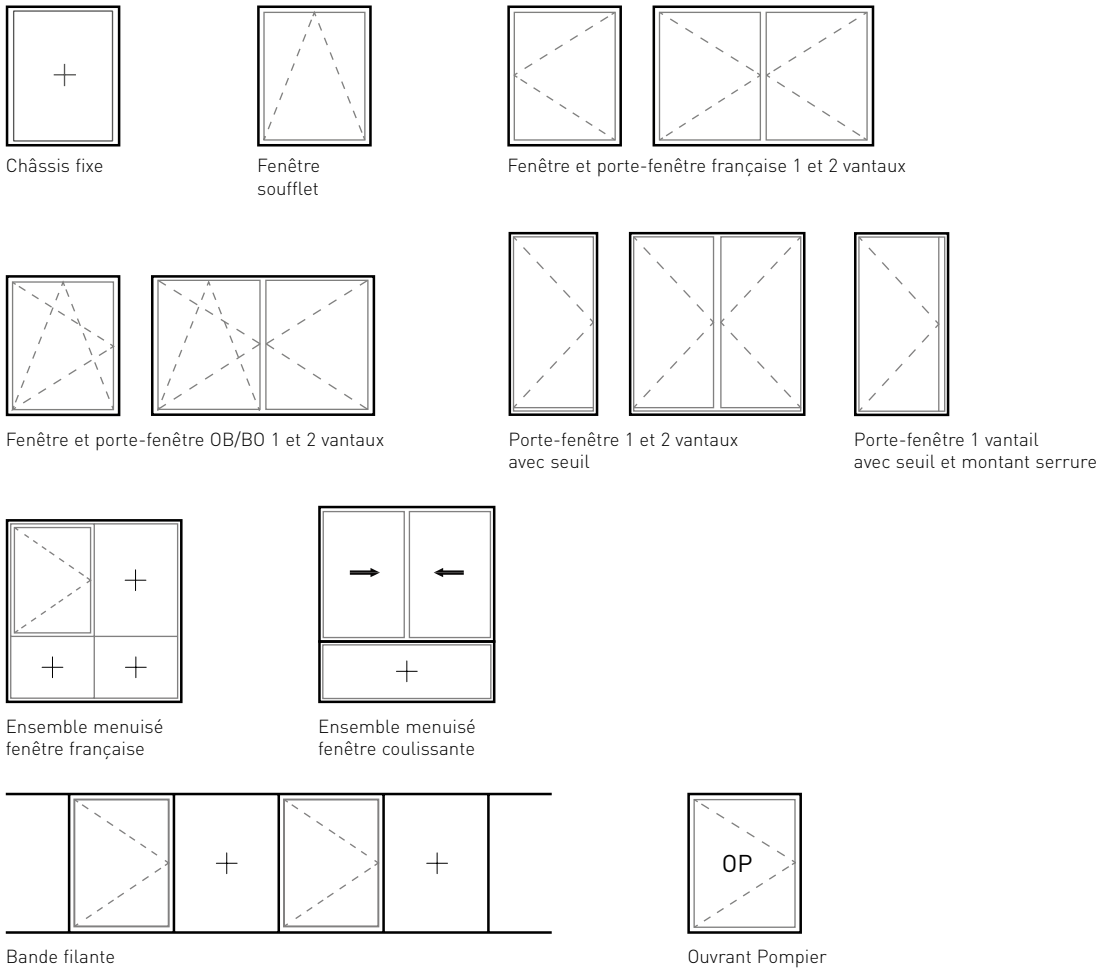 Châssis fixe
Fenêtre
soufflet
Fenêtre et porte-fenêtre française 1 et 2 vantaux
Fenêtre et porte-fenêtre OB/BO 1 et 2 vantaux
Porte-fenêtre 1 et 2 vantaux
avec seuil
Porte-fenêtre 1 vantail
avec seuil et montant serrure
Ensemble menuisé
fenêtre française
Ensemble menuisé
fenêtre coulissante
Bande filante
OP
Ouvrant Pompier